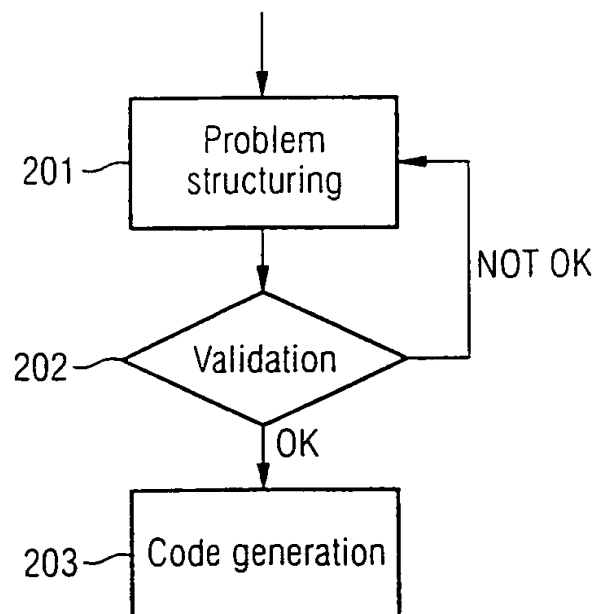 Problem
structuring
201
NOT OK
Validation
202
OK
Code generation
203